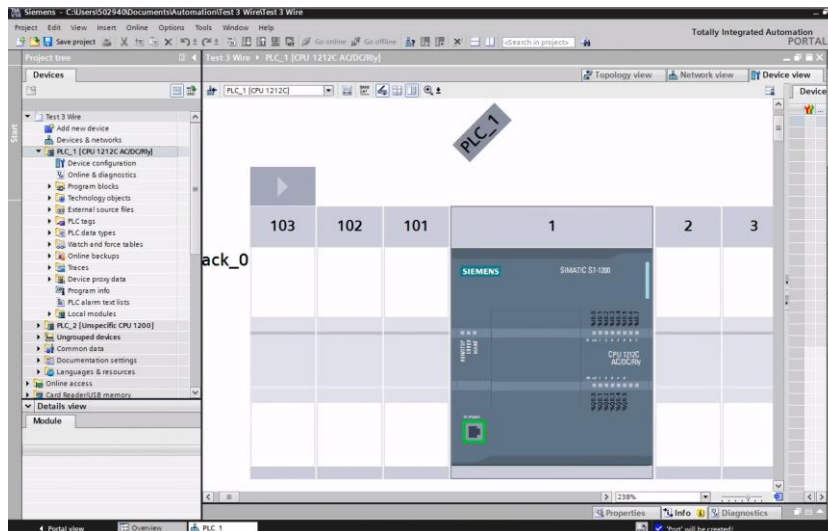 Siemens - C:\Users\502940\Documents\Automation\Test 3 Wire\Test 3 Wire
Project Edit View Insert Online Options Tools Window Help
Save project Go online Go offline <Search in project>
Totally Integrated Automation
PORTAL
Project tree
Test 3 Wire PLC_1 [CPU 1212C AC/DC/Rly]
Devices
Topology view Network view Device view
PLC_1 [CPU 1212C]
Device
Start
Test 3 Wire
Add new device
Devices & networks
PLC_1 [CPU 1212C AC/DC/Rly]
Device configuration
Online & diagnostics
Program blocks
Technology objects
External source files
PLC tags
PLC data types
Watch and force tables
Online backups
Traces
Device proxy data
Program info
PLC alarm text lists
Local modules
PLC_2 [Unspecific CPU 1200]
Ungrouped devices
Common data
Documentation settings
Languages & resources
Online access
Card Reader/USB memory
Details view
Module
PLC_1
103 102 101 1 2 3
ack_0
SIEMENS SIMATIC S7-1200
CPU 1212C
AC/DC/Rly
238%
Properties Info Diagnostics
Portal view Overview PLC_1
'Port' will be created!